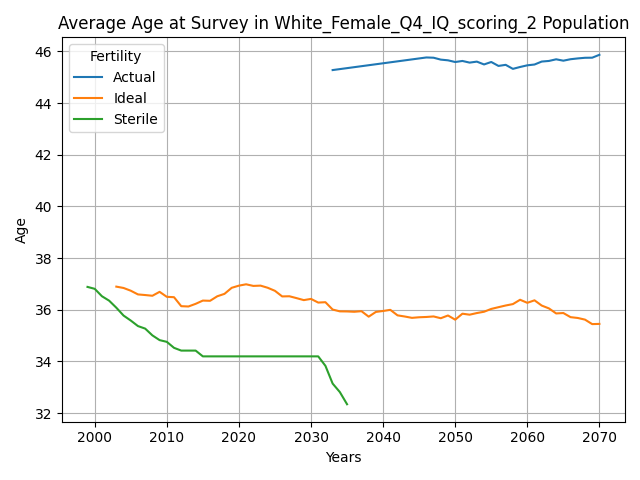 Average Age at Survey in White_Female_Q4_IQ_scoring_2 Population
Fertility
Actual
Ideal
Sterile
46
44
42
40
38
36
34
32
Age
2000 2010 2020 2030 2040 2050 2060 2070
Years